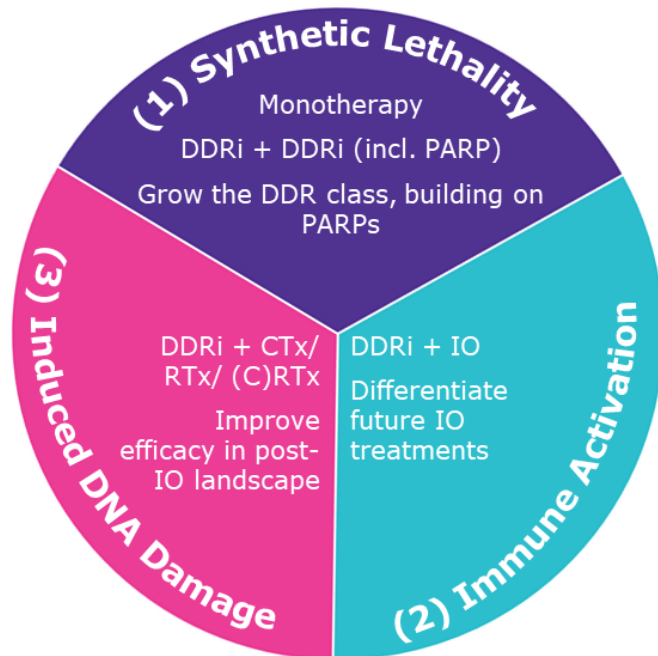 (1) Synthetic Lethality
Monotherapy
DDRi + DDRi (incl. PARP)
Grow the DDR class, building on
PARPs
(2) Immune Activation
DDRi + IO
Differentiate
future IO
treatments
(3) Induced DNA Damage
DDRi + CTx/
RTx/ (C)RTx
Improve
efficacy in post-
IO landscape